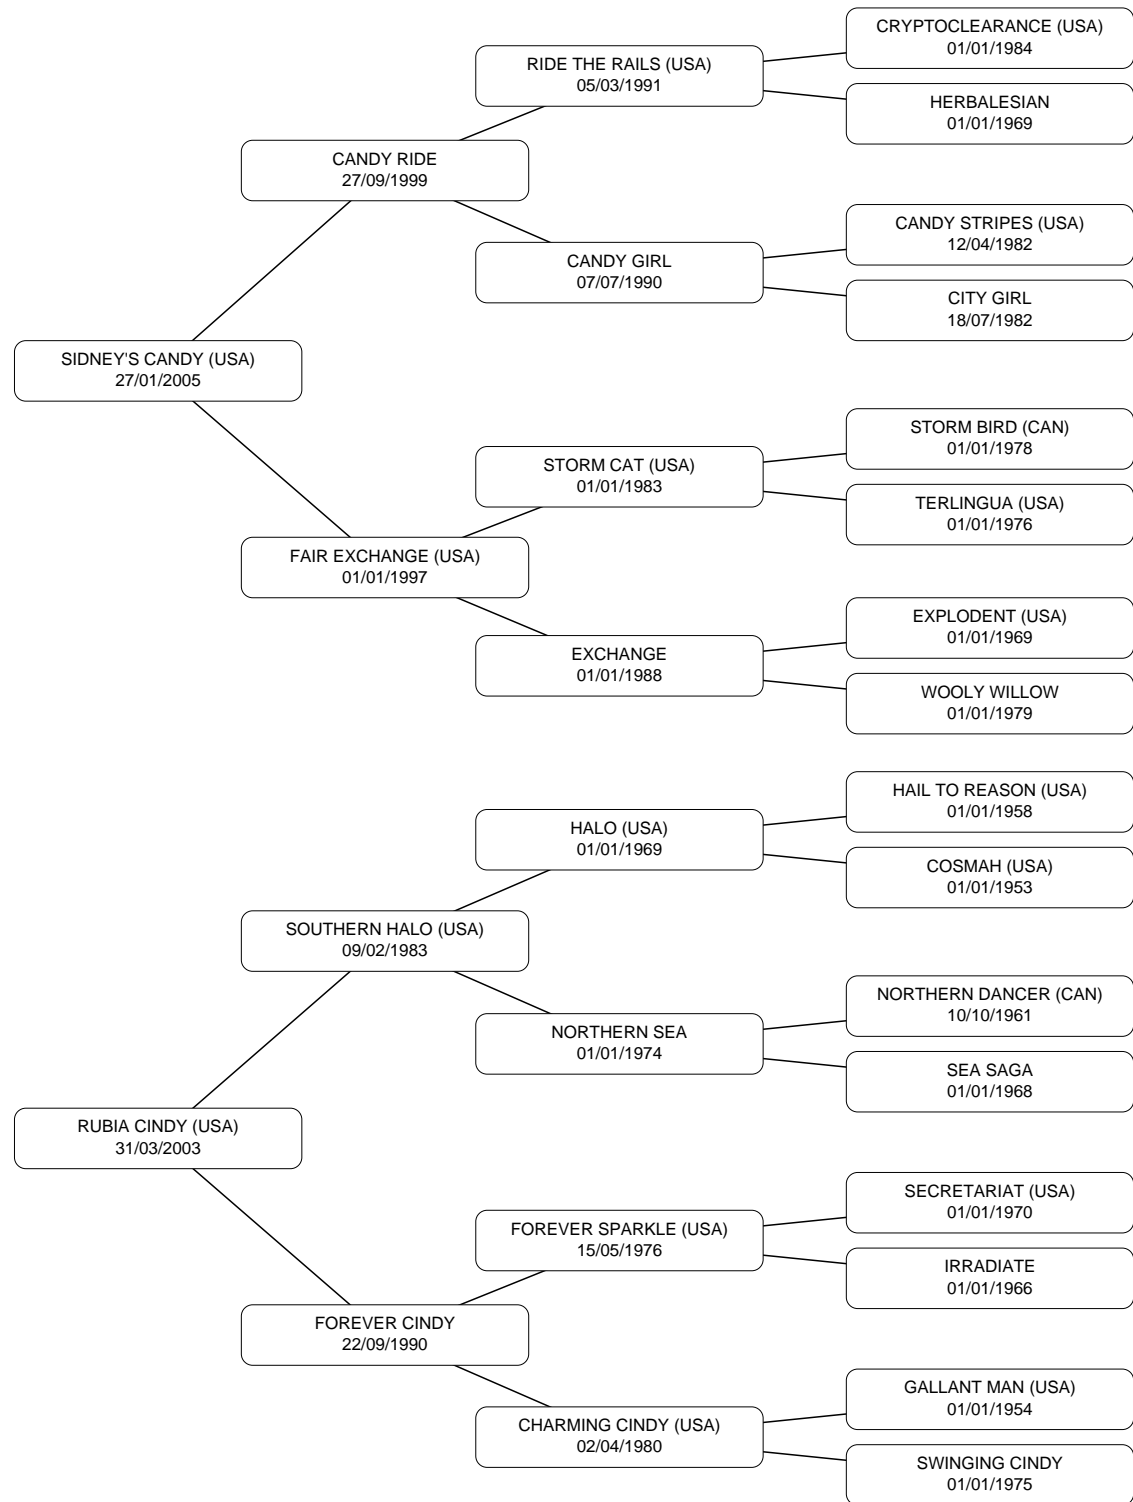 CRYPTOCLEARANCE (USA)
01/01/1984
RIDE THE RAILS (USA)
05/03/1991
HERBALESIAN
01/01/1969
CANDY RIDE
27/09/1999
CANDY STRIPES (USA)
12/04/1982
CANDY GIRL
07/07/1990
CITY GIRL
18/07/1982
SIDNEY'S CANDY (USA)
27/01/2005
STORM BIRD (CAN)
01/01/1978
STORM CAT (USA)
01/01/1983
TERLINGUA (USA)
01/01/1976
FAIR EXCHANGE (USA)
01/01/1997
EXPLODENT (USA)
01/01/1969
EXCHANGE
01/01/1988
WOOLY WILLOW
01/01/1979
HAIL TO REASON (USA)
01/01/1958
HALO (USA)
01/01/1969
COSMAH (USA)
01/01/1953
SOUTHERN HALO (USA)
09/02/1983
NORTHERN DANCER (CAN)
10/10/1961
NORTHERN SEA
01/01/1974
SEA SAGA
01/01/1968
RUBIA CINDY (USA)
31/03/2003
SECRETARIAT (USA)
01/01/1970
FOREVER SPARKLE (USA)
15/05/1976
IRRADIATE
01/01/1966
FOREVER CINDY
22/09/1990
GALLANT MAN (USA)
01/01/1954
CHARMING CINDY (USA)
02/04/1980
SWINGING CINDY
01/01/1975